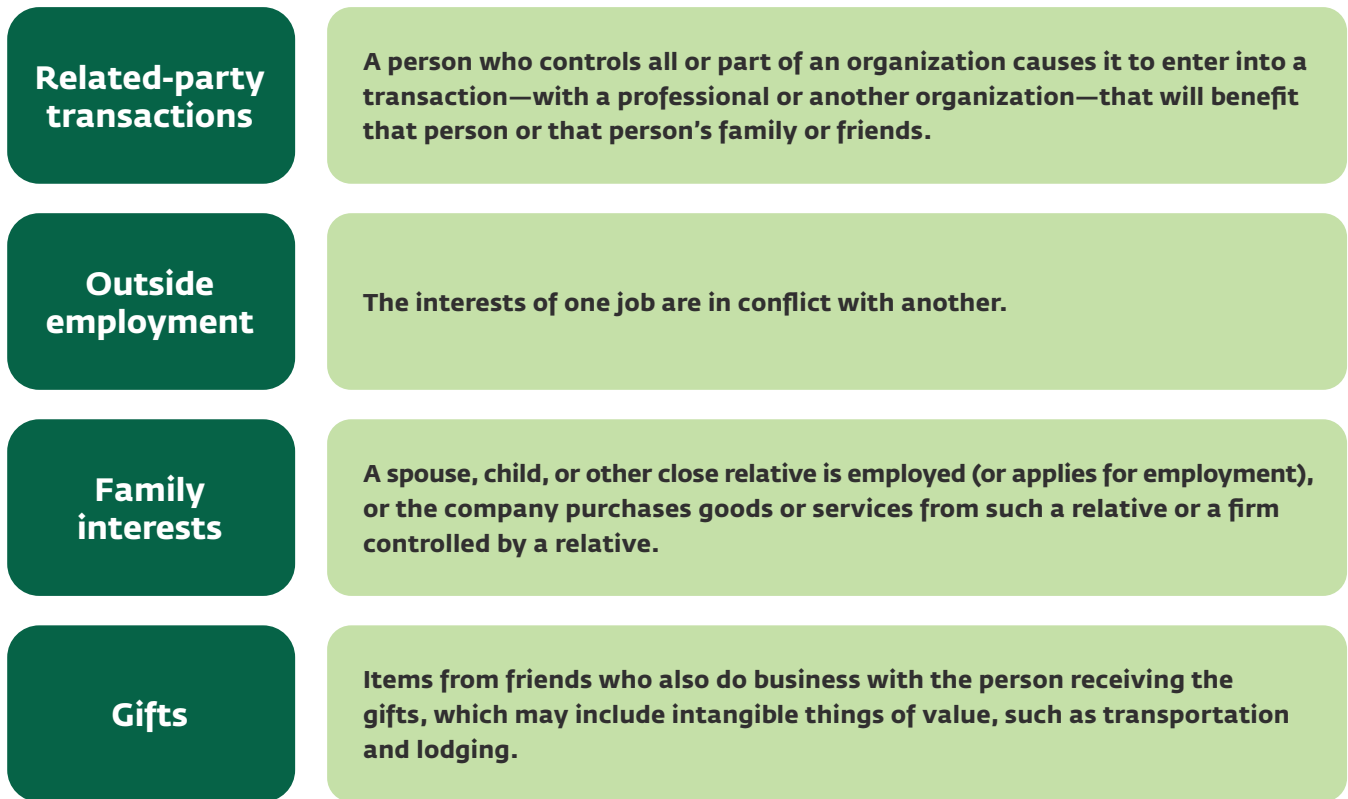 Related-party
transactions
A person who controls all or part of an organization causes it to enter into a
transaction—with a professional or another organization—that will benefit
that person or that person’s family or friends.
Outside
employment
The interests of one job are in conflict with another.
Family
interests
A spouse, child, or other close relative is employed (or applies for employment),
or the company purchases goods or services from such a relative or a firm
controlled by a relative.
Gifts
Items from friends who also do business with the person receiving the
gifts, which may include intangible things of value, such as transportation
and lodging.